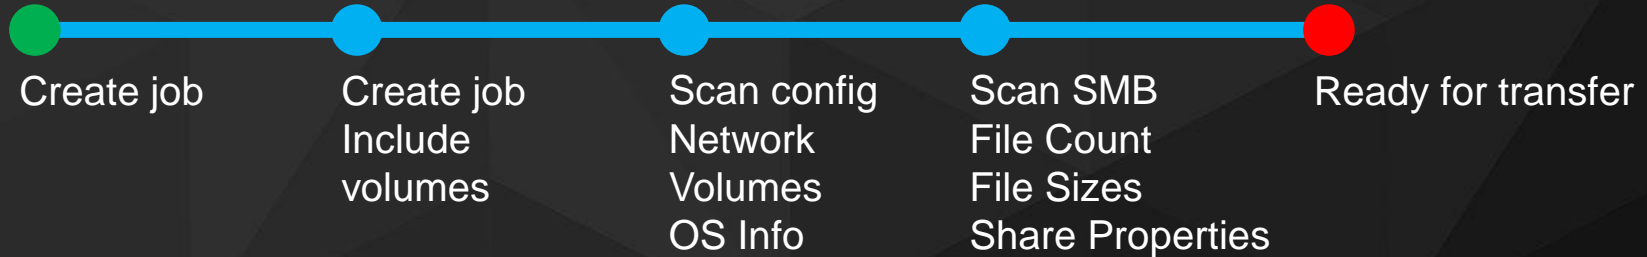 Create job
Create job
Include
volumes
Scan config
Network
Volumes
OS Info
Scan SMB
File Count
File Sizes
Share Properties
Ready for transfer